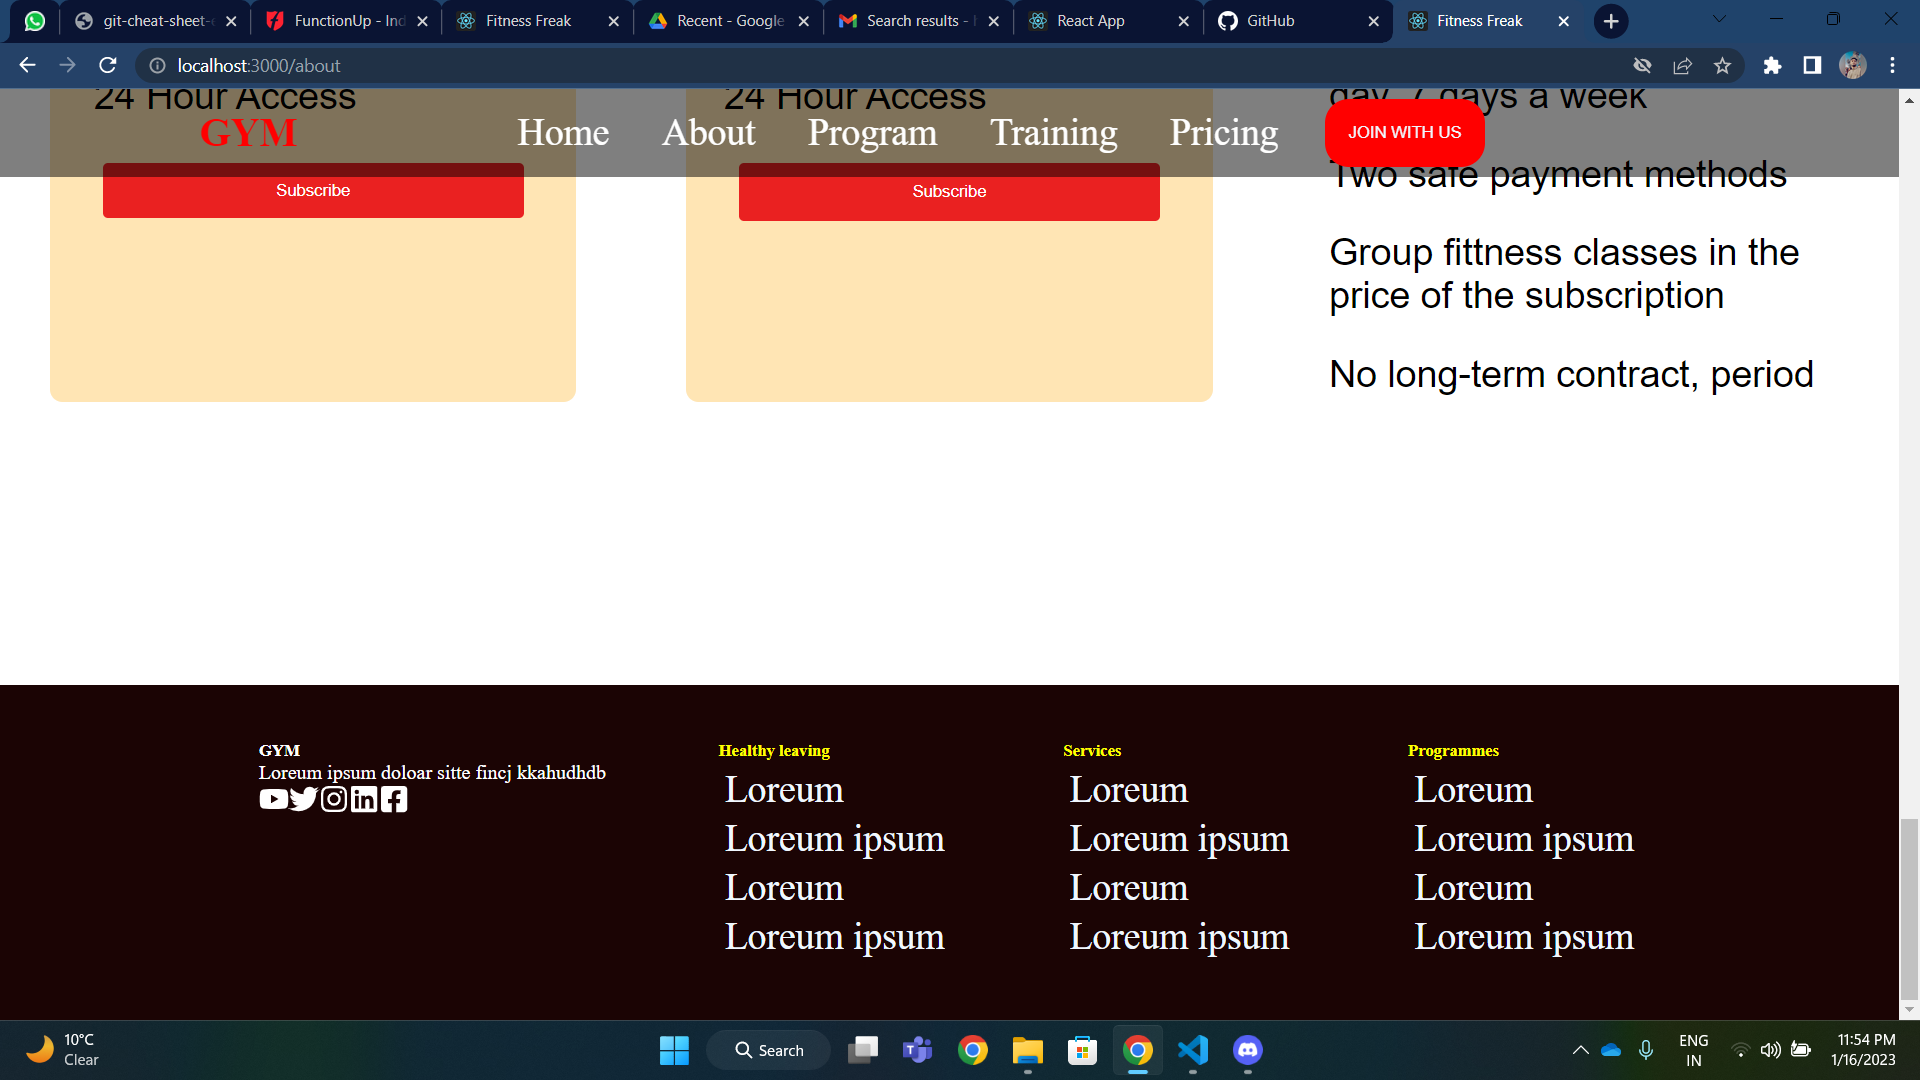 git-cheat-sheet-e
FunctionUp - Ind
Fitness Freak
Recent - Google
Search results -
React App
GitHub
Fitness Freak
localhost:3000/about
24 Hour Access
24 Hour Access
day, 7 days a week
GYM
Home
About
Program
Training
Pricing
JOIN WITH US
Subscribe
Subscribe
Two safe payment methods
Group fittness classes in the
price of the subscription
No long-term contract, period
GYM
Loreum ipsum doloar sitte fincj kkahudhdb
Healthy leaving
Loreum
Loreum ipsum
Loreum
Loreum ipsum
Services
Loreum
Loreum ipsum
Loreum
Loreum ipsum
Programmes
Loreum
Loreum ipsum
Loreum
Loreum ipsum
10°C
Clear
Search
ENG
IN
11:54 PM
1/16/2023